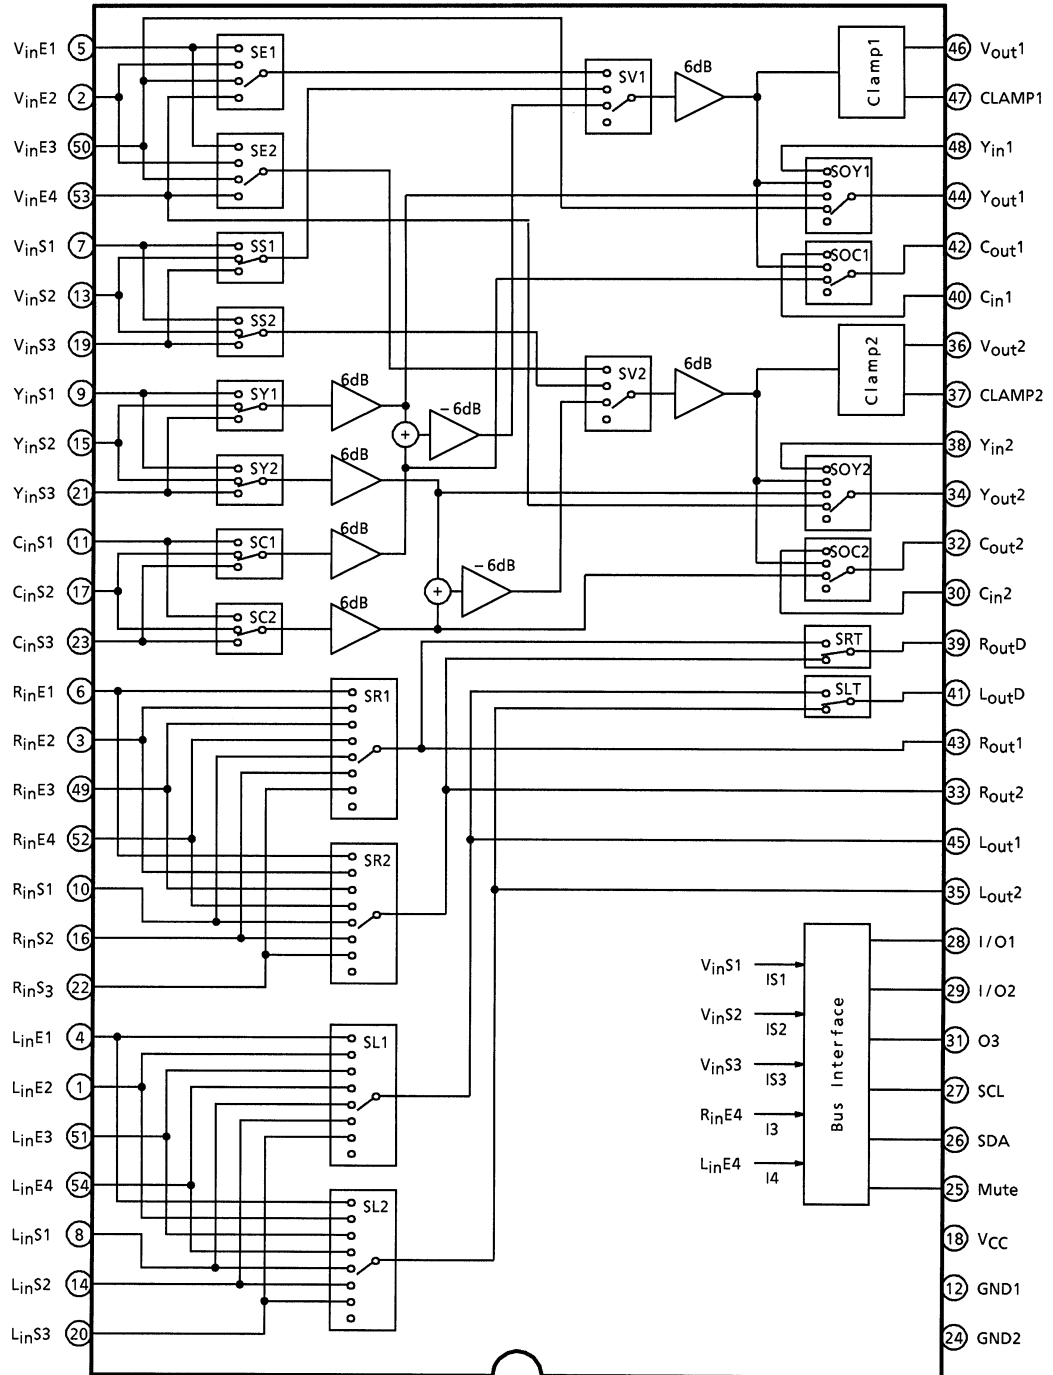 VinE1 5
VinE2 2
VinE3 50
VinE4 53
VinS1 7
VinS2 13
VinS3 19
YinS1 9
YinS2 15
YinS3 21
CinS1 11
CinS2 17
CinS3 23
RinE1 6
RinE2 3
RinE3 49
RinE4 52
RinS1 10
RinS2 16
RinS3 22
LinE1 4
LinE2 1
LinE3 51
LinE4 54
LinS1 8
LinS2 14
LinS3 20
SE1
SE2
SS1
SS2
SY1
SY2
SC1
SC2
6dB
6dB
6dB
6dB
+
-6dB
+
-6dB
SR1
SR2
SL1
SL2
SV1
6dB
SV2
6dB
Clamp1
SOY1
SOC1
Clamp2
SOY2
SOC2
SRT
SLT
VinS1 IS1
VinS2 IS2
VinS3 IS3
RinE4 I3
LinE4 I4
Bus Interface
46 Vout1
47 CLAMP1
48 Yin1
44 Yout1
42 Cout1
40 Cin1
36 Vout2
37 CLAMP2
38 Yin2
34 Yout2
32 Cout2
30 Cin2
39 RoutD
41 LoutD
43 Rout1
33 Rout2
45 Lout1
35 Lout2
28 I/O1
29 I/O2
31 O3
27 SCL
26 SDA
25 Mute
18 VCC
12 GND1
24 GND2